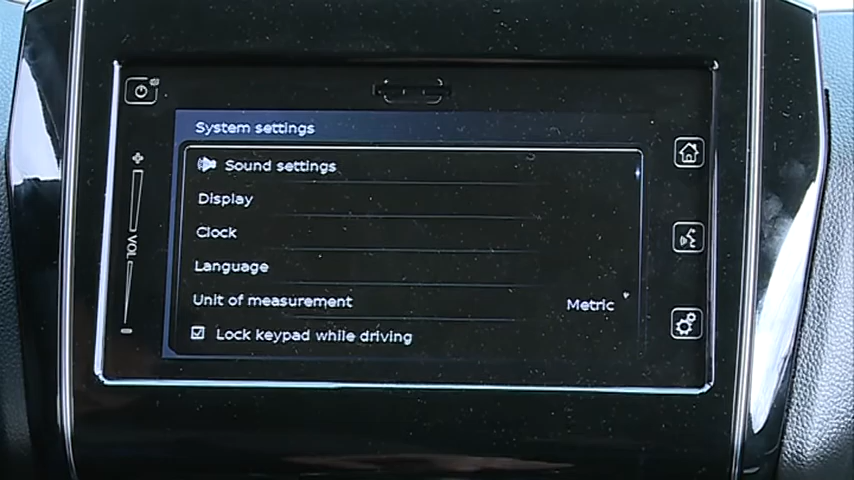 System settings
Sound settings
Display
Clock
Language
Unit of measurement Metric
Lock keypad while driving
VOL